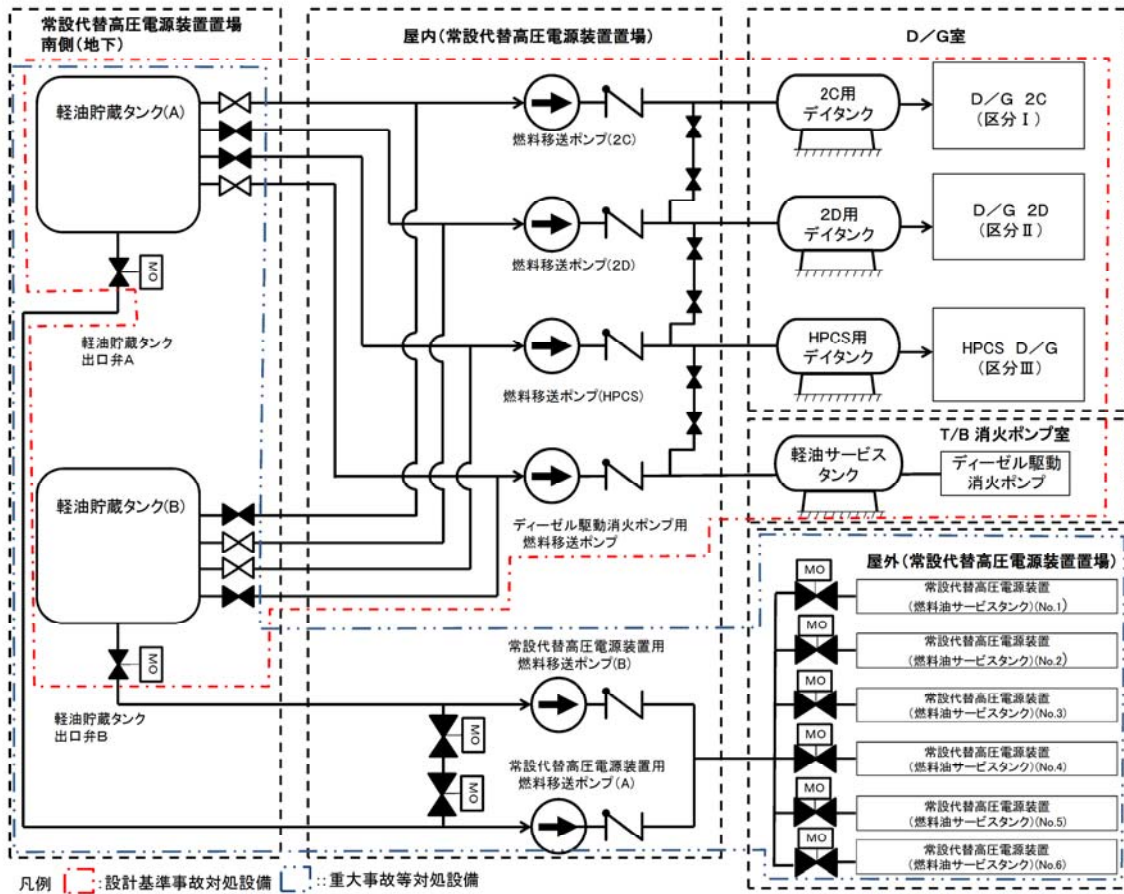 常設代替高圧電源装置置場
南側(地下)
屋内(常設代替高圧電源装置置場)
D/G室
軽油貯蔵タンク(A)
燃料移送ポンプ(2C)
2C用
デイタンク
D/G 2C
(区分Ⅰ)
燃料移送ポンプ(2D)
2D用
デイタンク
D/G 2D
(区分Ⅱ)
MO
軽油貯蔵タンク
出口弁A
燃料移送ポンプ(HPCS)
HPCS用
デイタンク
HPCS D/G
(区分Ⅲ)
T/B 消火ポンプ室
軽油サービス
タンク
ディーゼル駆動
消火ポンプ
軽油貯蔵タンク(B)
ディーゼル駆動消火ポンプ用
燃料移送ポンプ
屋外(常設代替高圧電源装置置場)
MO
常設代替高圧電源装置
(燃料油サービスタンク)(No.1)
MO
常設代替高圧電源装置
(燃料油サービスタンク)(No.2)
MO
常設代替高圧電源装置
(燃料油サービスタンク)(No.3)
MO
常設代替高圧電源装置
(燃料油サービスタンク)(No.4)
MO
常設代替高圧電源装置
(燃料油サービスタンク)(No.5)
MO
常設代替高圧電源装置
(燃料油サービスタンク)(No.6)
MO
軽油貯蔵タンク
出口弁B
常設代替高圧電源装置用
燃料移送ポンプ(B)
MO
MO
常設代替高圧電源装置用
燃料移送ポンプ(A)
凡例 :設計基準事故対処設備 :重大事故等対処設備